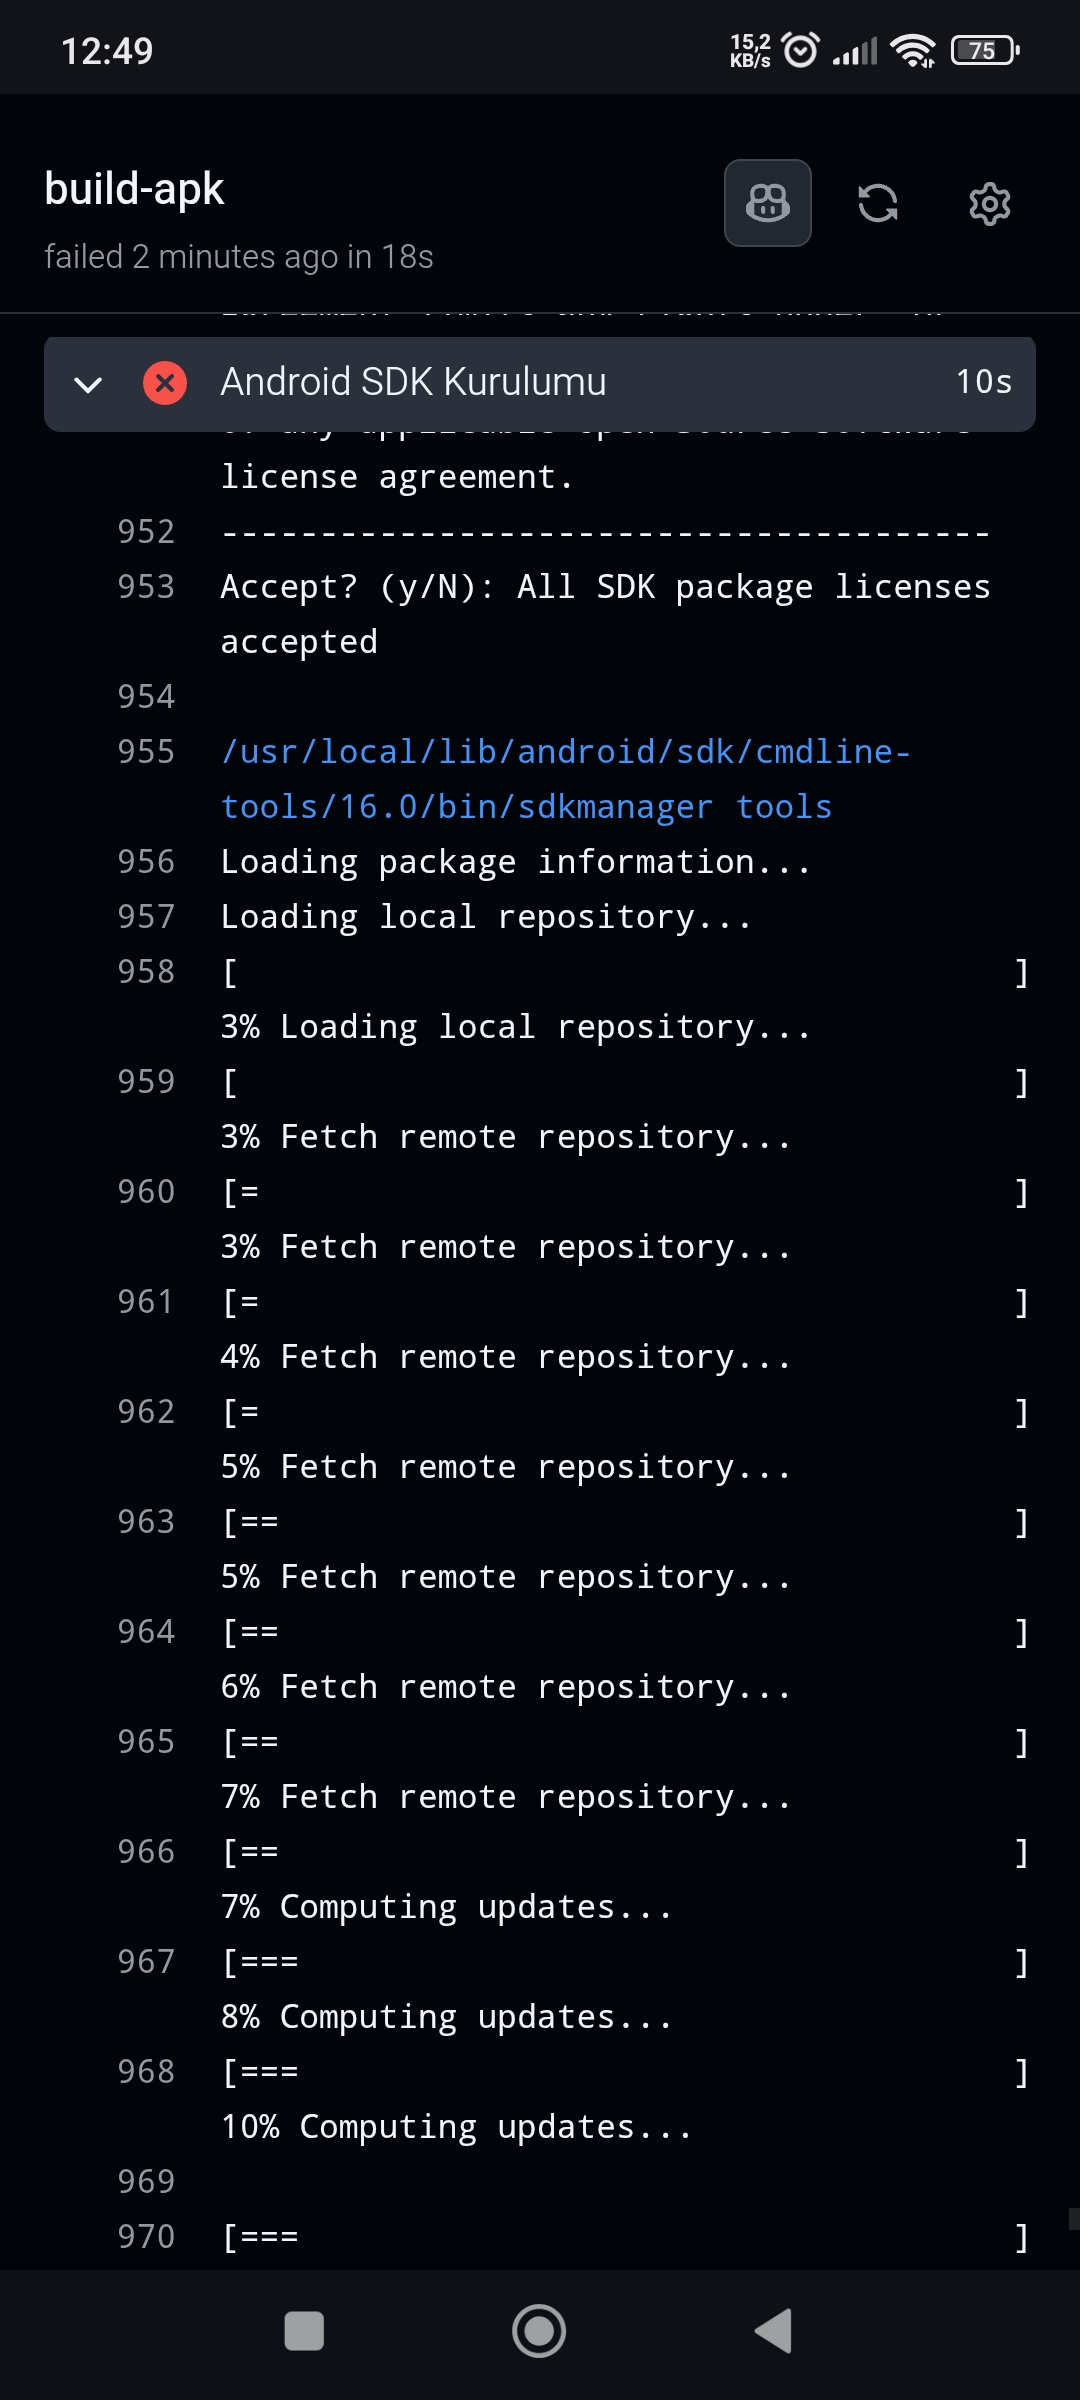 12:49
15,2
KB/s
75
build-apk
failed 2 minutes ago in 18s
Android SDK Kurulumu 10s
license agreement.
952 ---------------------------------------
953 Accept? (y/N): All SDK package licenses
accepted
954
955 /usr/local/lib/android/sdk/cmdline-
tools/16.0/bin/sdkmanager tools
956 Loading package information...
957 Loading local repository...
958 [ ]
3% Loading local repository...
959 [ ]
3% Fetch remote repository...
960 [= ]
3% Fetch remote repository...
961 [= ]
4% Fetch remote repository...
962 [= ]
5% Fetch remote repository...
963 [== ]
5% Fetch remote repository...
964 [== ]
6% Fetch remote repository...
965 [== ]
7% Fetch remote repository...
966 [== ]
7% Computing updates...
967 [=== ]
8% Computing updates...
968 [=== ]
10% Computing updates...
969
970 [=== ]